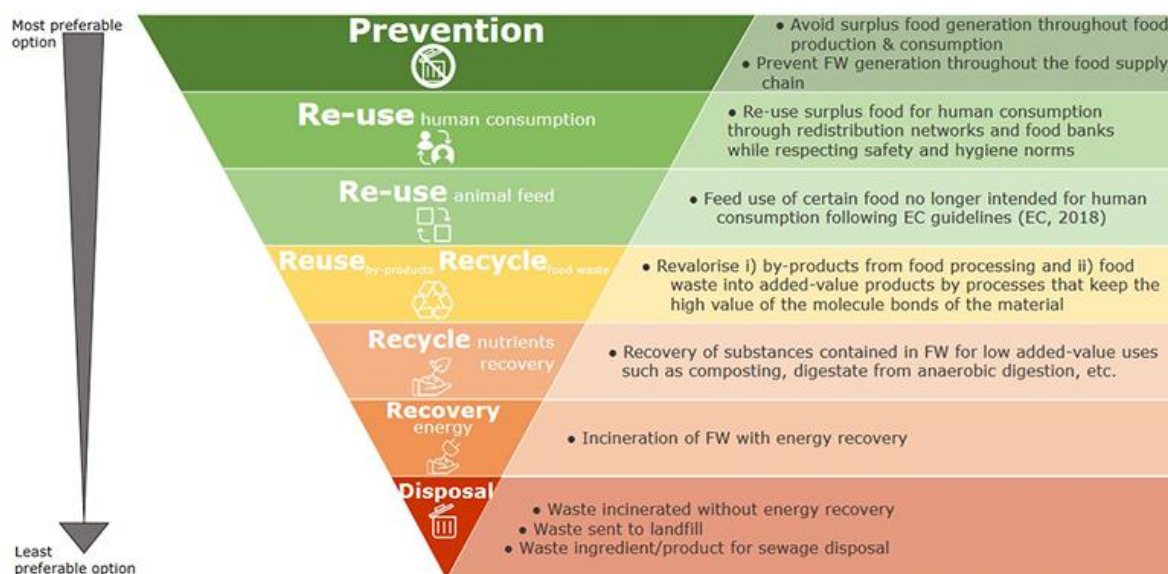 Most preferable
option
Prevention
● Avoid surplus food generation throughout food
production & consumption
● Prevent FW generation throughout the food supply
chain
Re-use human consumption
● Re-use surplus food for human consumption
through redistribution networks and food banks
while respecting safety and hygiene norms
Re-use animal feed
● Feed use of certain food no longer intended for human
consumption following EC guidelines (EC, 2018)
Reuse by-products Recycle food waste
● Revalorise i) by-products from food processing and ii) food
waste into added-value products by processes that keep the
high value of the molecule bonds of the material
Recycle nutrients
recovery
● Recovery of substances contained in FW for low added-value uses
such as composting, digestate from anaerobic digestion, etc.
Recovery
energy
● Incineration of FW with energy recovery
Disposal
● Waste incinerated without energy recovery
● Waste sent to landfill
● Waste ingredient/product for sewage disposal
Least
preferable option